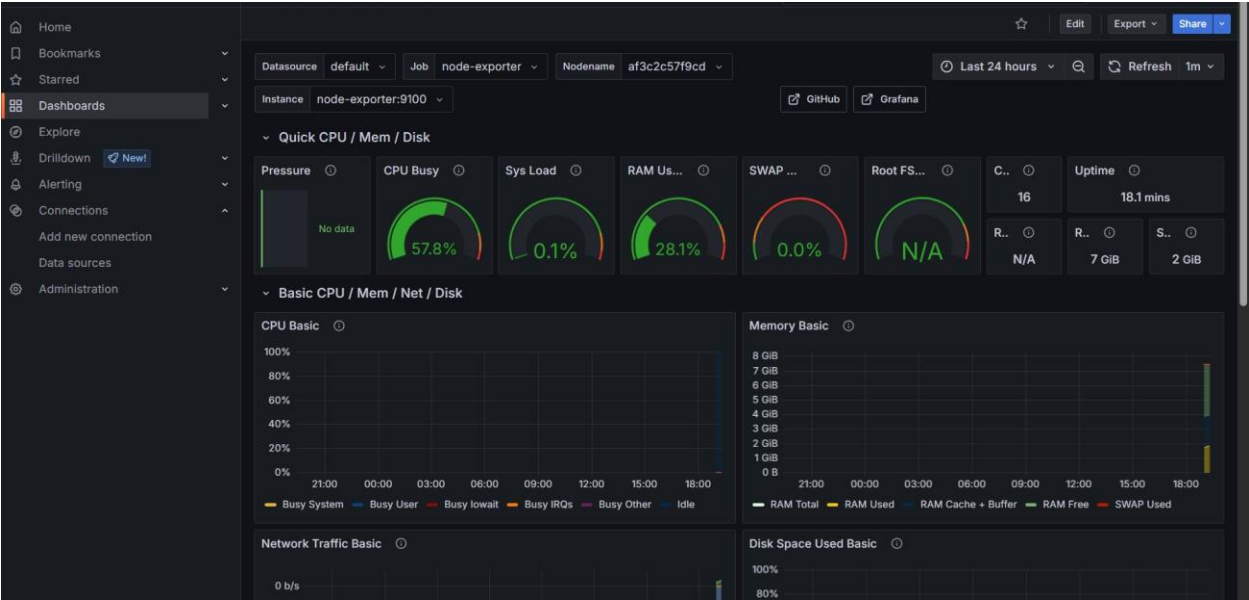 Home
Bookmarks
Starred
Dashboards
Explore
Drilldown New!
Alerting
Connections
Add new connection
Data sources
Administration
Edit Export Share
Datasource default Job node-exporter Nodename af3c2c57f9cd Last 24 hours Refresh 1m
Instance node-exporter:9100 GitHub Grafana
Quick CPU / Mem / Disk
Pressure CPU Busy Sys Load RAM Us... SWAP ... Root FS... C.. Uptime
16 18.1 mins
No data 57.8% 0.1% 28.1% 0.0% N/A
R.. R.. S..
N/A 7 GiB 2 GiB
Basic CPU / Mem / Net / Disk
CPU Basic
100%
80%
60%
40%
20%
0%
21:00 00:00 03:00 06:00 09:00 12:00 15:00 18:00
Busy System Busy User Busy Iowait Busy IRQs Busy Other Idle
Memory Basic
8 GiB
7 GiB
6 GiB
5 GiB
4 GiB
3 GiB
2 GiB
1 GiB
0 B
21:00 00:00 03:00 06:00 09:00 12:00 15:00 18:00
RAM Total RAM Used RAM Cache + Buffer RAM Free SWAP Used
Network Traffic Basic
0 b/s
Disk Space Used Basic
100%
80%